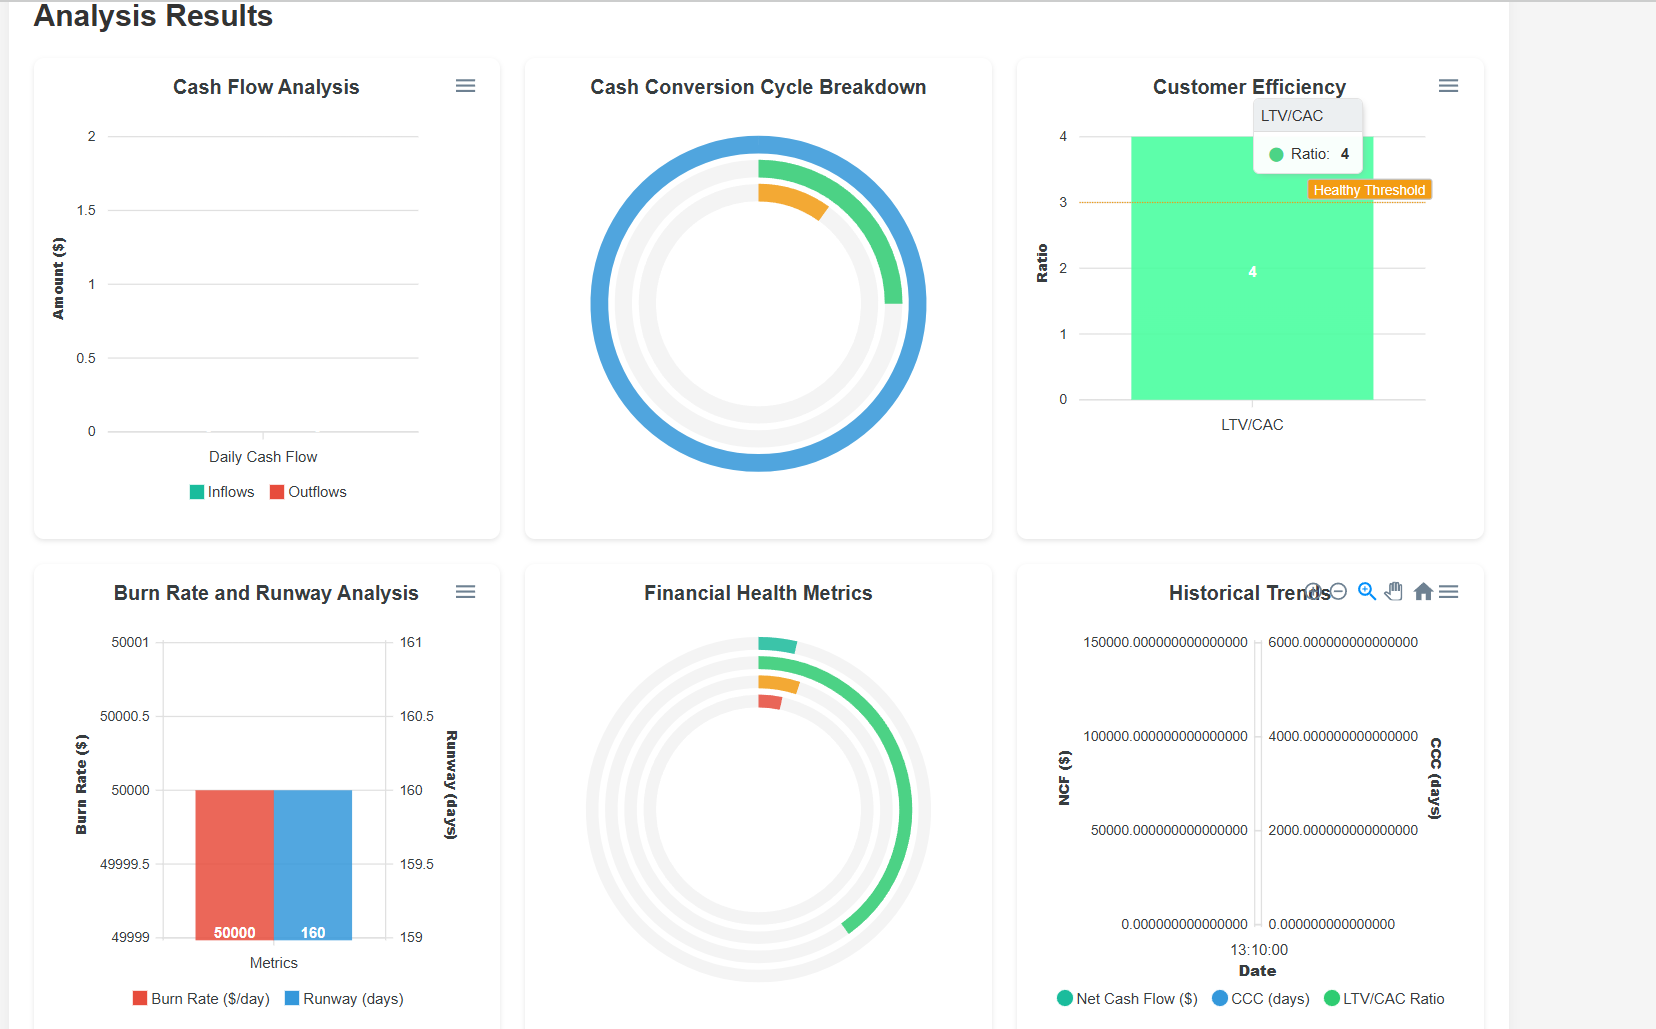 Analysis Results
Cash Flow Analysis
2
1.5
1
0.5
0
Amount ($)
Daily Cash Flow
Inflows Outflows
Cash Conversion Cycle Breakdown
Customer Efficiency
LTV/CAC
Ratio: 4
Healthy Threshold
4
3
2
1
0
Ratio
4
LTV/CAC
Burn Rate and Runway Analysis
50001
50000.5
50000
49999.5
49999
Burn Rate ($)
161
160.5
160
159.5
159
Runway (days)
50000 160
Metrics
Burn Rate ($/day) Runway (days)
Financial Health Metrics
Historical Trends
150000.000000000000000
100000.000000000000000
50000.000000000000000
0.000000000000000
NCF ($)
6000.000000000000000
4000.000000000000000
2000.000000000000000
0.000000000000000
CCC (days)
13:10:00
Date
Net Cash Flow ($) CCC (days) LTV/CAC Ratio